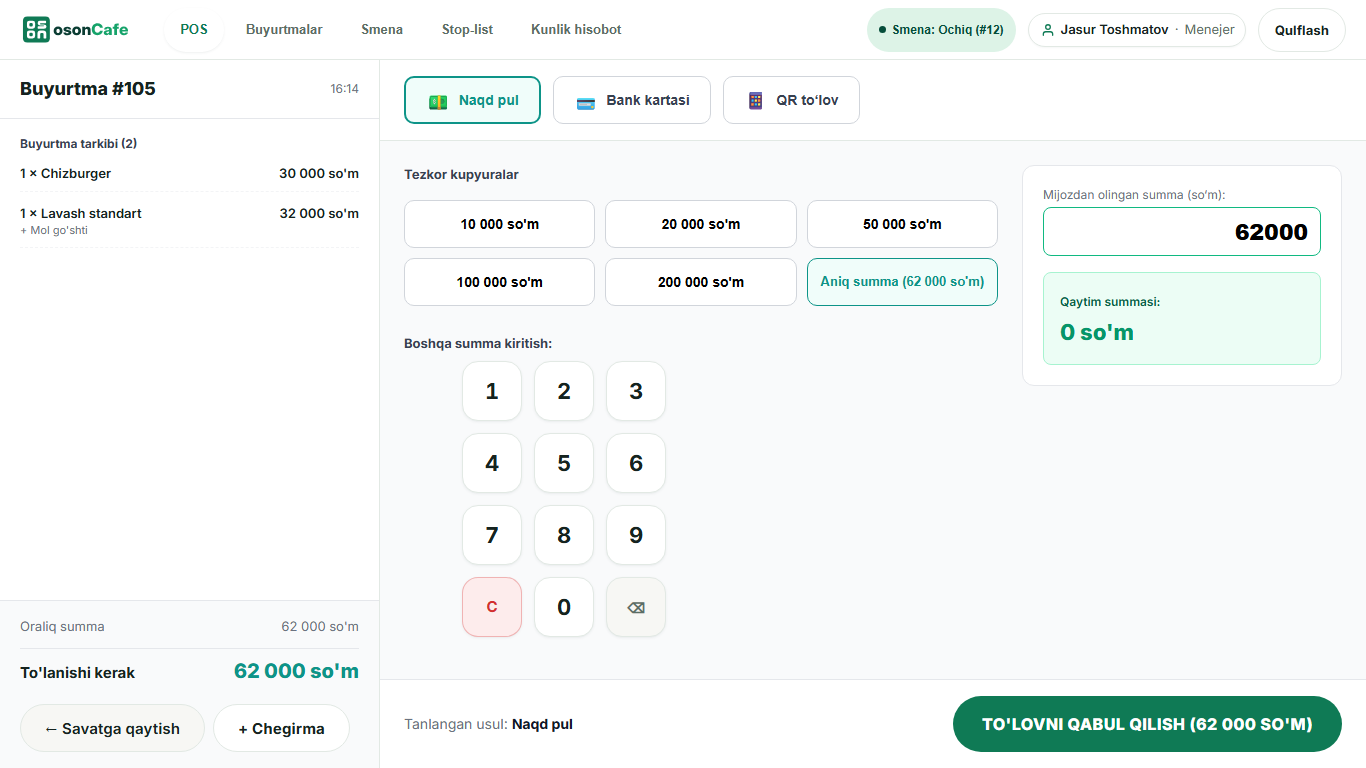 osonCafe
POS
Buyurtmalar
Smena
Stop-list
Kunlik hisobot
Smena: Ochiq (#12)
Jasur Toshmatov · Menejer
Qulflash
Buyurtma #105
16:14
Buyurtma tarkibi (2)
1 × Chizburger
30 000 so'm
1 × Lavash standart
32 000 so'm
+ Mol go'shti
Oraliq summa
62 000 so'm
To'lanishi kerak
62 000 so'm
← Savatga qaytish
+ Chegirma
Naqd pul
Bank kartasi
QR to‘lov
Tezkor kupyuralar
10 000 so'm
20 000 so'm
50 000 so'm
100 000 so'm
200 000 so'm
Aniq summa (62 000 so'm)
Boshqa summa kiritish:
1
2
3
4
5
6
7
8
9
C
0
⌫
Mijozdan olingan summa (so‘m):
62000
Qaytim summasi:
0 so'm
Tanlangan usul: Naqd pul
TO'LOVNI QABUL QILISH (62 000 SO'M)